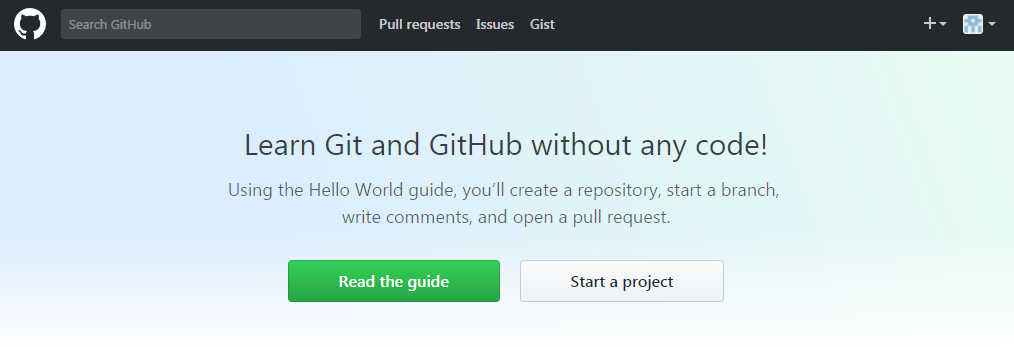 Search GitHub
Pull requests Issues Gist
Learn Git and GitHub without any code!
Using the Hello World guide, you’ll create a repository, start a branch,
write comments, and open a pull request.
Read the guide Start a project